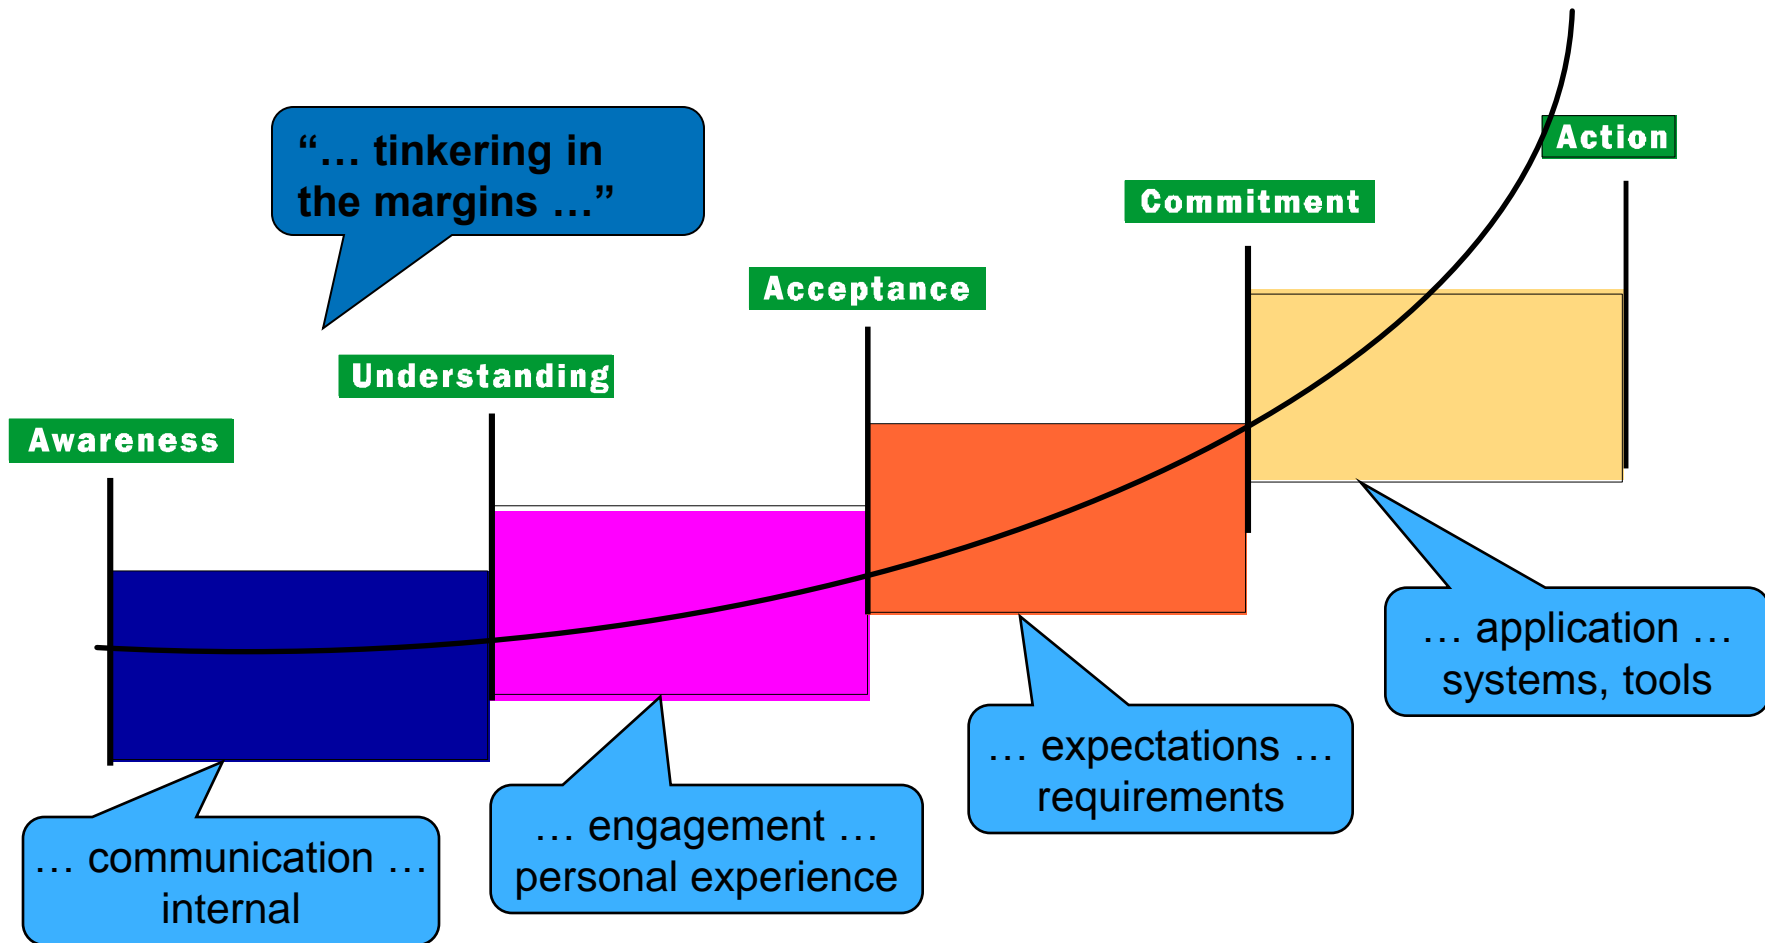 “… tinkering in
the margins …”
Action
Commitment
Acceptance
Understanding
Awareness
… application …
systems, tools
… expectations …
requirements
… engagement …
personal experience
… communication …
internal